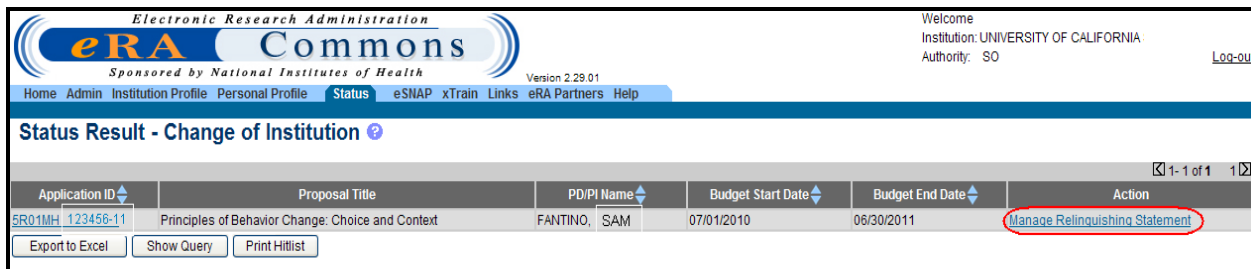 Electronic Research Administration
eRA Commons
Sponsored by National Institutes of Health
Version 2.29.01
Welcome
Institution: UNIVERSITY OF CALIFORNIA
Authority: SO
Log-ou
Home Admin Institution Profile Personal Profile Status eSNAP xTrain Links eRA Partners Help
Status Result - Change of Institution ?
1- 1 of 1 1
Application ID Proposal Title PD/PI Name Budget Start Date Budget End Date Action
5R01MH 123456-11 Principles of Behavior Change: Choice and Context FANTINO, SAM 07/01/2010 06/30/2011 Manage Relinquishing Statement
Export to Excel Show Query Print Hitlist